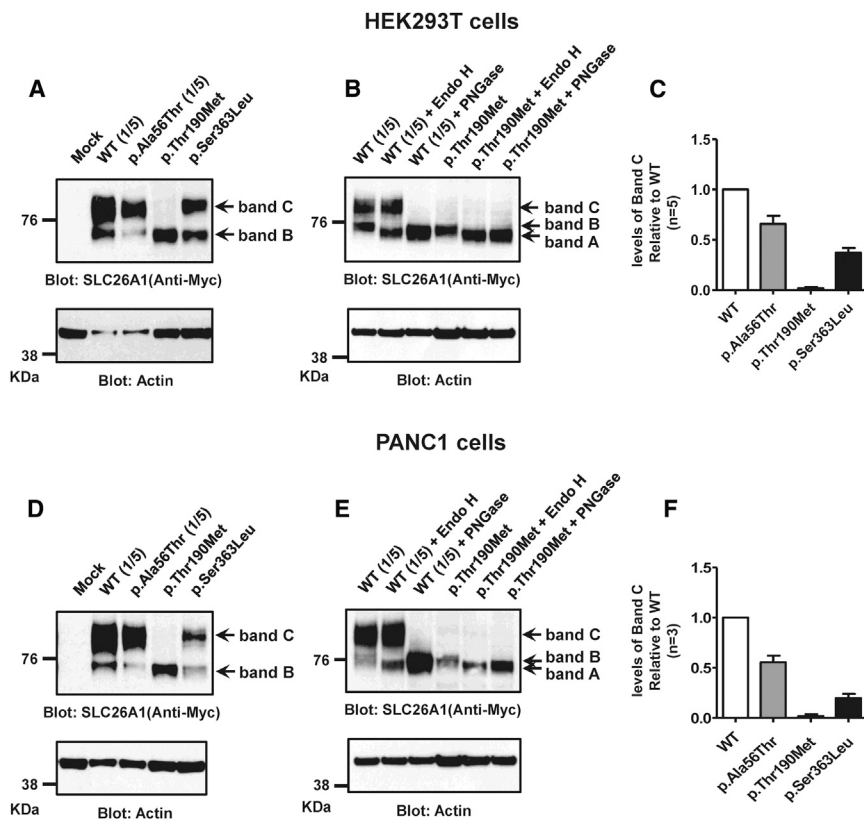 HEK293T cells
A
Mock
WT (1/5)
p.Ala56Thr (1/5)
p.Thr190Met
p.Ser363Leu
76
band C
band B
Blot: SLC26A1(Anti-Myc)
38
KDa
Blot: Actin
B
WT (1/5)
WT (1/5) + Endo H
WT (1/5) + PNGase
p.Thr190Met
p.Thr190Met + Endo H
p.Thr190Met + PNGase
76
band C
band B
band A
Blot: SLC26A1(Anti-Myc)
38
KDa
Blot: Actin
C
levels of Band C
Relative to WT
(n=5)
1.5
1.0
0.5
0.0
WT
p.Ala56Thr
p.Thr190Met
p.Ser363Leu
PANC1 cells
D
Mock
WT (1/5)
p.Ala56Thr (1/5)
p.Thr190Met
p.Ser363Leu
76
band C
band B
Blot: SLC26A1(Anti-Myc)
38
KDa
Blot: Actin
E
WT (1/5)
WT (1/5) + Endo H
WT (1/5) + PNGase
p.Thr190Met
p.Thr190Met + Endo H
p.Thr190Met + PNGase
76
band C
band B
band A
Blot: SLC26A1(Anti-Myc)
38
KDa
Blot: Actin
F
levels of Band C
Relative to WT
(n=3)
1.5
1.0
0.5
0.0
WT
p.Ala56Thr
p.Thr190Met
p.Ser363Leu